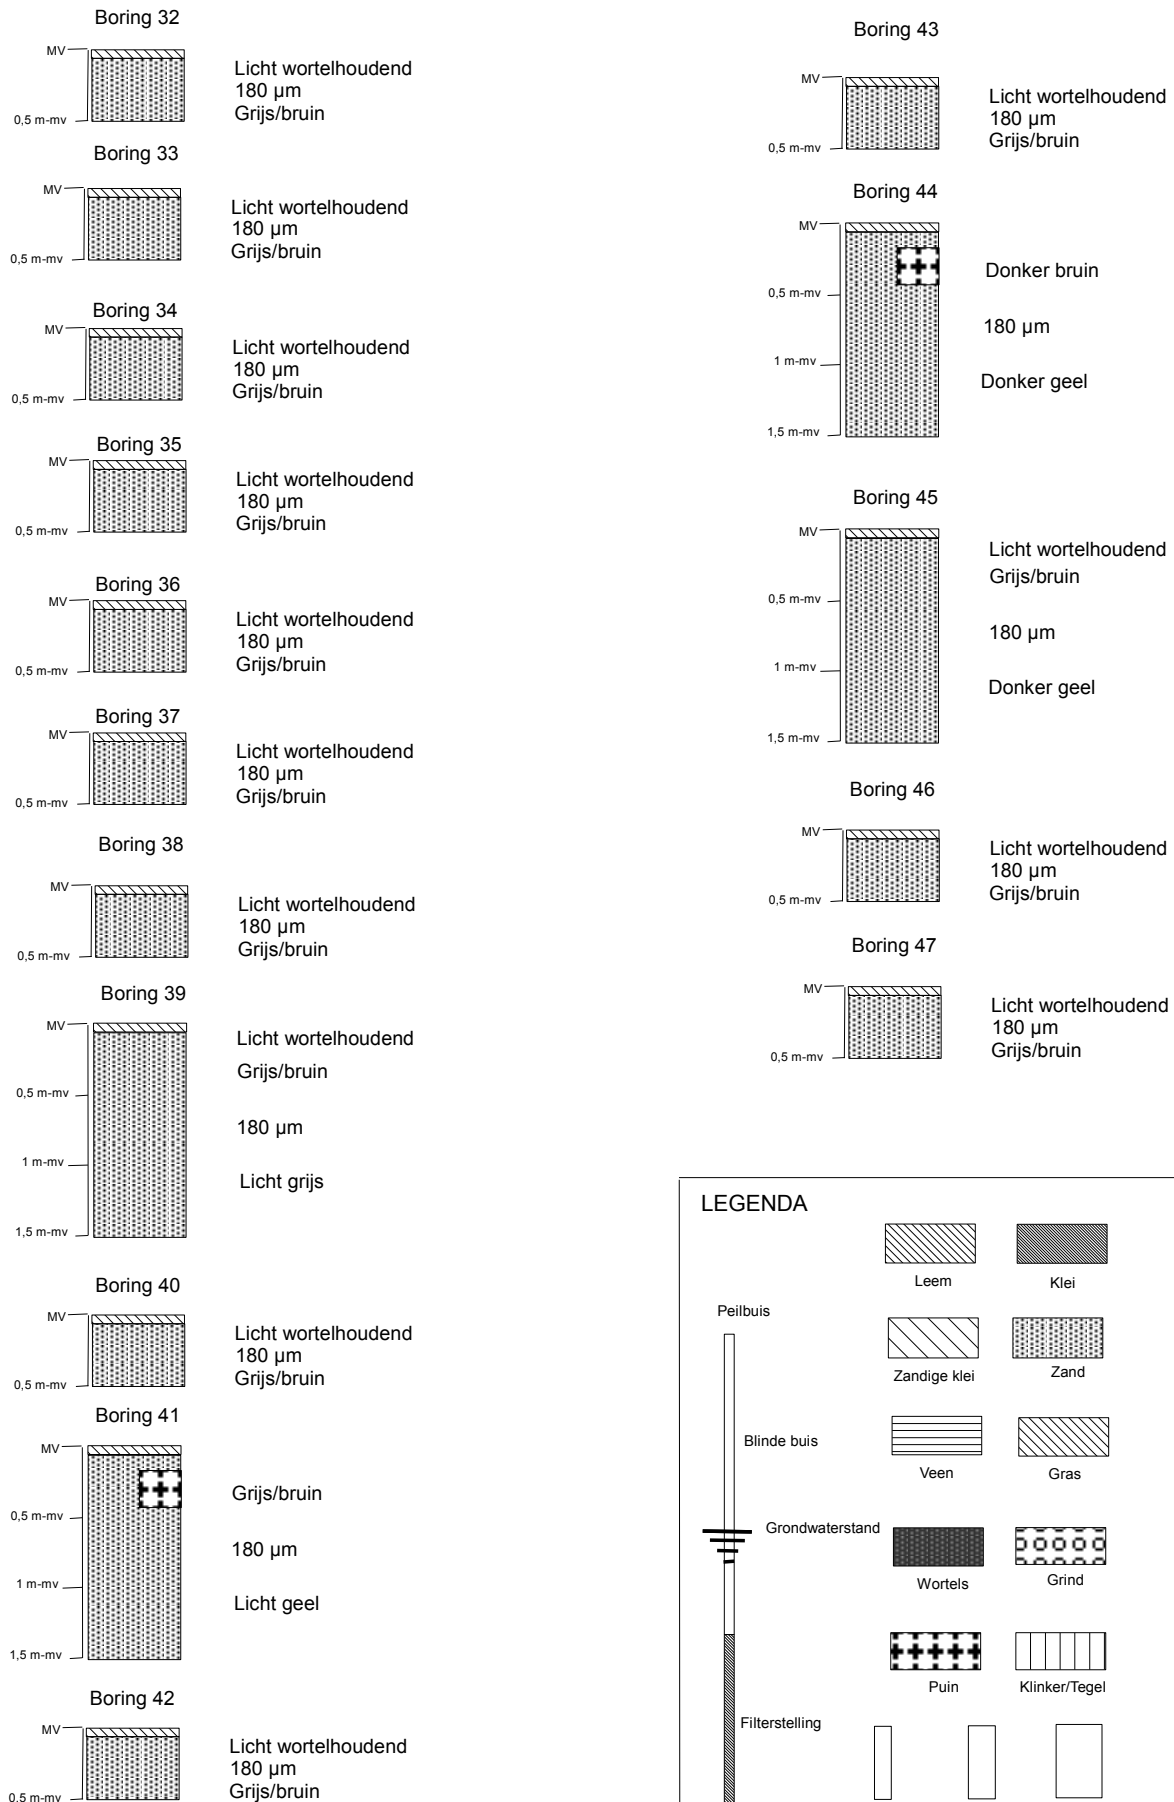 Boring 32
MV
0,5 m-mv
Licht wortelhoudend
180 µm
Grijs/bruin
Boring 33
MV
0,5 m-mv
Licht wortelhoudend
180 µm
Grijs/bruin
Boring 34
MV
0,5 m-mv
Licht wortelhoudend
180 µm
Grijs/bruin
Boring 35
MV
0,5 m-mv
Licht wortelhoudend
180 µm
Grijs/bruin
Boring 36
MV
0,5 m-mv
Licht wortelhoudend
180 µm
Grijs/bruin
Boring 37
MV
0,5 m-mv
Licht wortelhoudend
180 µm
Grijs/bruin
Boring 38
MV
0,5 m-mv
Licht wortelhoudend
180 µm
Grijs/bruin
Boring 39
MV
0,5 m-mv
1 m-mv
1,5 m-mv
Licht wortelhoudend
Grijs/bruin
180 µm
Licht grijs
Boring 40
MV
0,5 m-mv
Licht wortelhoudend
180 µm
Grijs/bruin
Boring 41
MV
0,5 m-mv
1 m-mv
1,5 m-mv
Grijs/bruin
180 µm
Licht geel
Boring 42
MV
0,5 m-mv
Licht wortelhoudend
180 µm
Grijs/bruin
Boring 43
MV
0,5 m-mv
Licht wortelhoudend
180 µm
Grijs/bruin
Boring 44
MV
0,5 m-mv
1 m-mv
1,5 m-mv
Donker bruin
180 µm
Donker geel
Boring 45
MV
0,5 m-mv
1 m-mv
1,5 m-mv
Licht wortelhoudend
Grijs/bruin
180 µm
Donker geel
Boring 46
MV
0,5 m-mv
Licht wortelhoudend
180 µm
Grijs/bruin
Boring 47
MV
0,5 m-mv
Licht wortelhoudend
180 µm
Grijs/bruin
LEGENDA
Peilbuis
Blinde buis
Grondwaterstand
Filterstelling
Leem
Klei
Zandige klei
Zand
Veen
Gras
Wortels
Grind
Puin
Klinker/Tegel